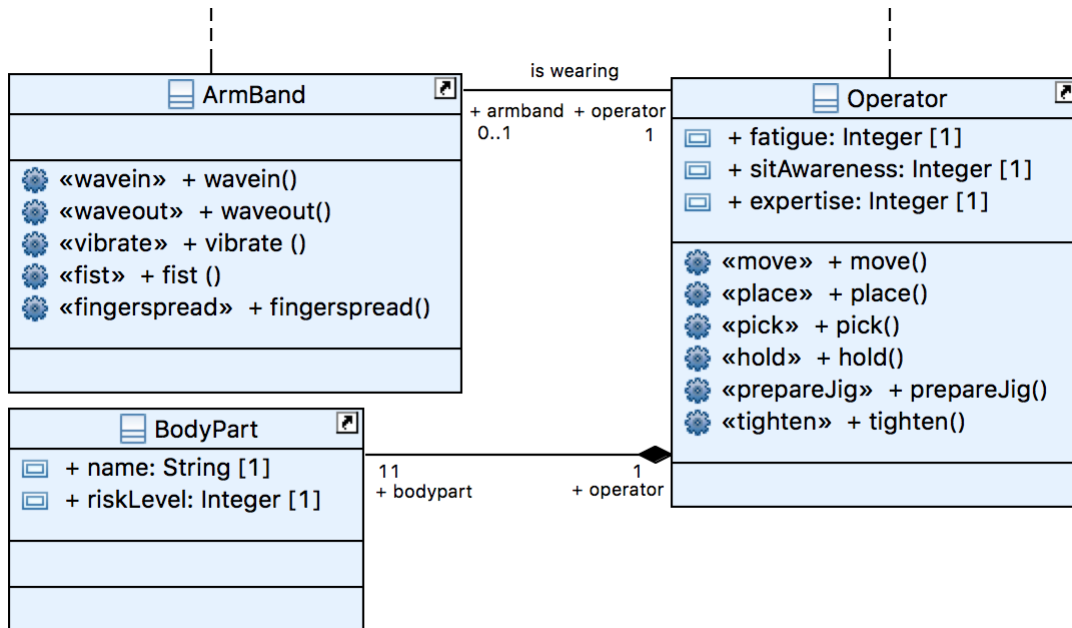 ArmBand
«wavein» + wavein()
«waveout» + waveout()
«vibrate» + vibrate ()
«fist» + fist ()
«fingerspread» + fingerspread()
is wearing
+ armband + operator
0..1 1
Operator
+ fatigue: Integer [1]
+ sitAwareness: Integer [1]
+ expertise: Integer [1]
«move» + move()
«place» + place()
«pick» + pick()
«hold» + hold()
«prepareJig» + prepareJig()
«tighten» + tighten()
BodyPart
+ name: String [1]
+ riskLevel: Integer [1]
11 1
+ bodypart + operator